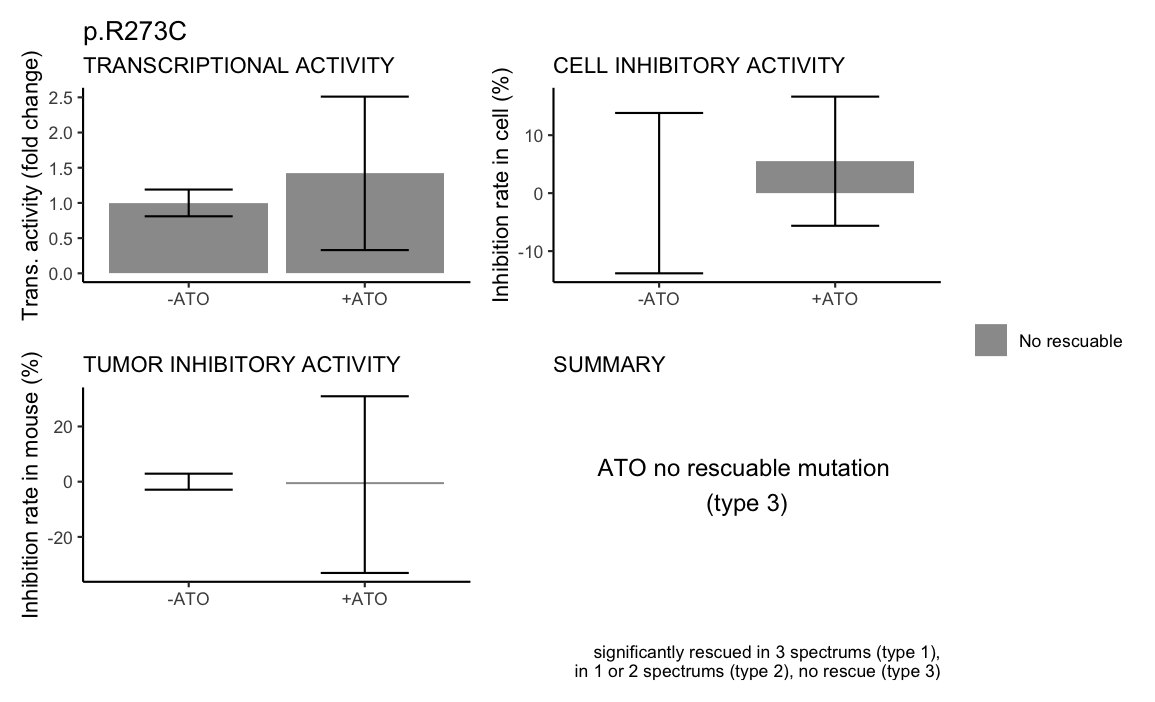 p.R273C
TRANSCRIPTIONAL ACTIVITY
Trans. activity (fold change)
2.5
2.0
1.5
1.0
0.5
0.0
-ATO
+ATO
CELL INHIBITORY ACTIVITY
Inhibition rate in cell (%)
10
0
-10
-ATO
+ATO
No rescuable
TUMOR INHIBITORY ACTIVITY
Inhibition rate in mouse (%)
20
0
-20
-ATO
+ATO
SUMMARY
ATO no rescuable mutation
(type 3)
significantly rescued in 3 spectrums (type 1),
in 1 or 2 spectrums (type 2), no rescue (type 3)